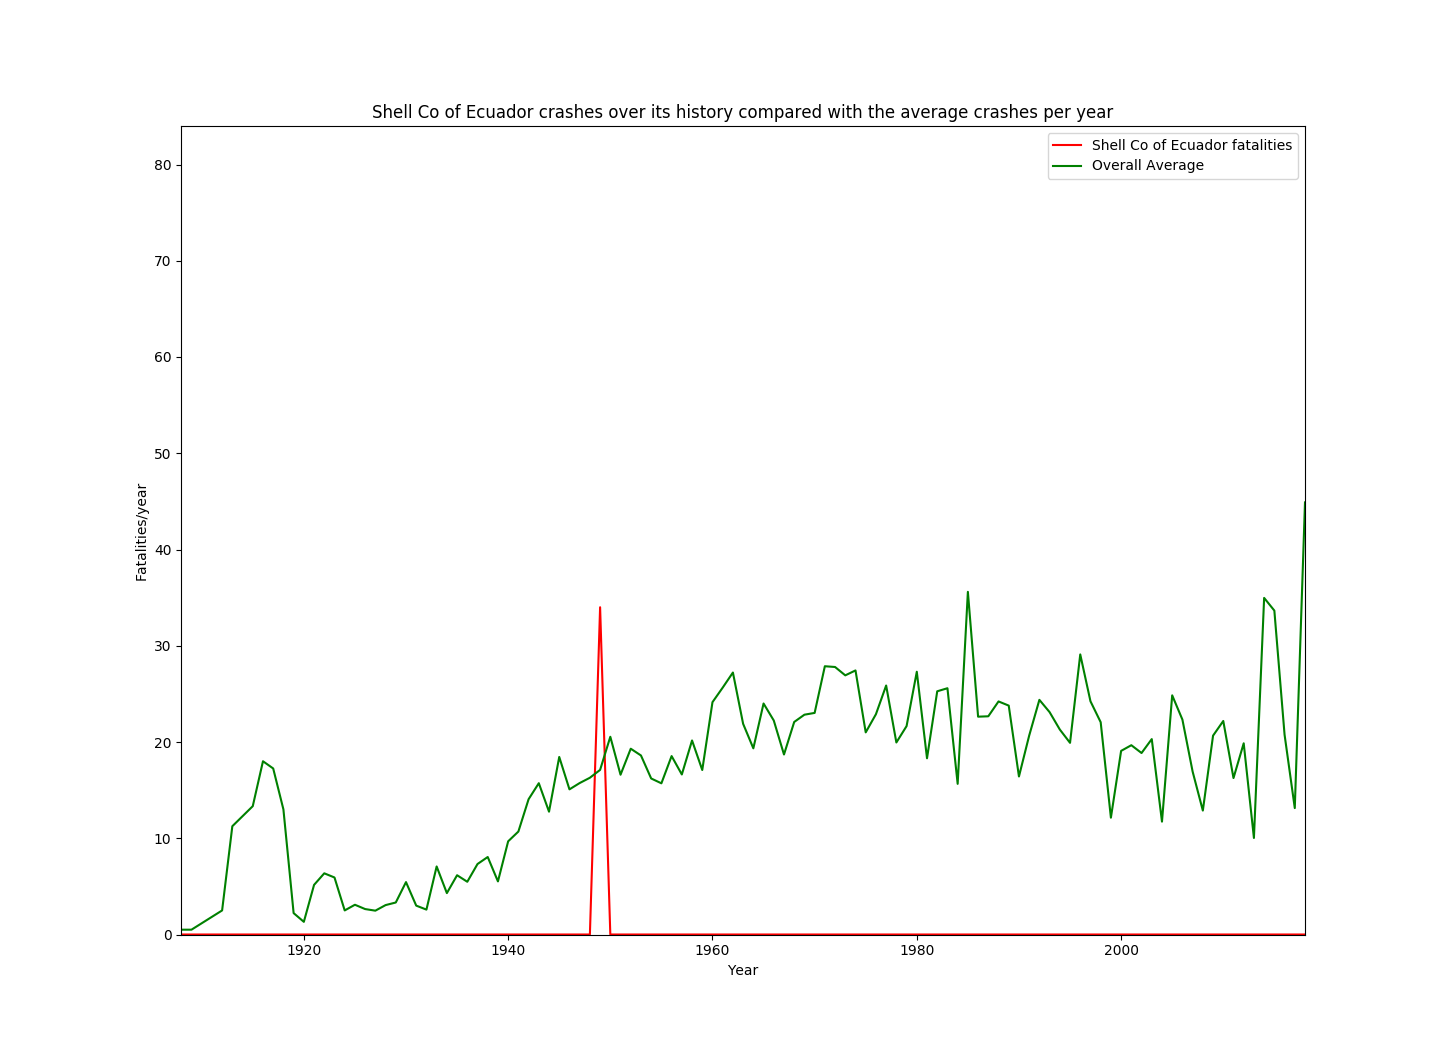 Shell Co of Ecuador crashes over its history compared with the average crashes per year
Shell Co of Ecuador fatalities
Overall Average
80
70
60
50
40
30
20
10
0
Fatalities/year
1920
1940
1960
1980
2000
Year